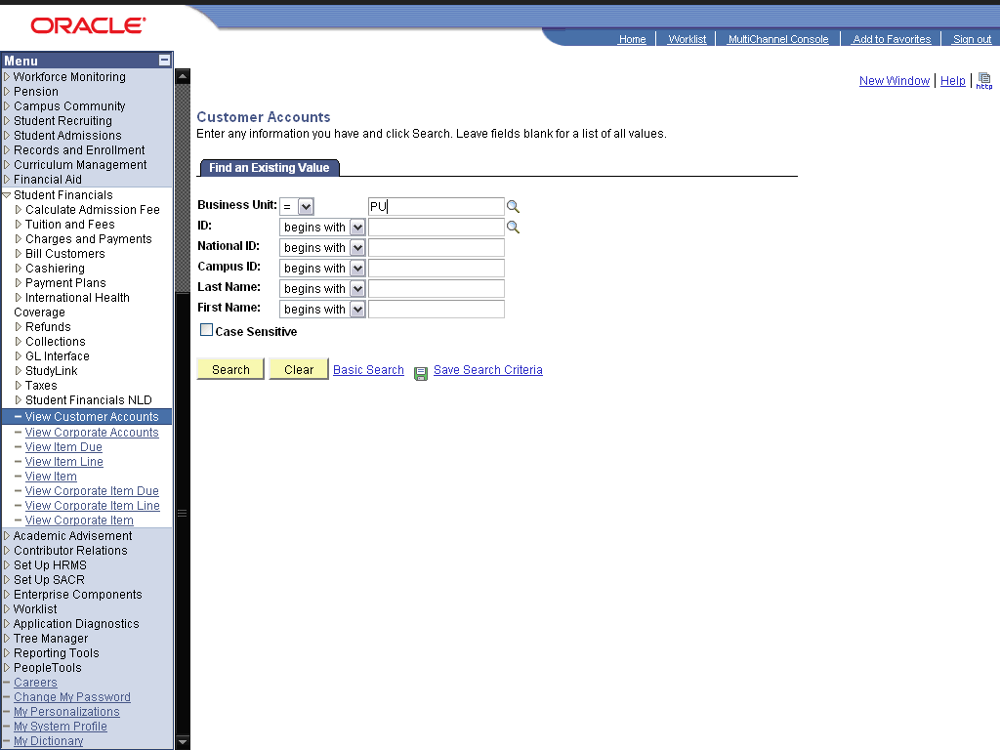 ORACLE
Home
Worklist
MultiChannel Console
Add to Favorites
Sign out
Menu
Workforce Monitoring
Pension
Campus Community
Student Recruiting
Student Admissions
Records and Enrollment
Curriculum Management
Financial Aid
Student Financials
Calculate Admission Fee
Tuition and Fees
Charges and Payments
Bill Customers
Cashiering
Payment Plans
International Health
Coverage
Refunds
Collections
GL Interface
StudyLink
Taxes
Student Financials NLD
View Customer Accounts
View Corporate Accounts
View Item Due
View Item Line
View Item
View Corporate Item Due
View Corporate Item Line
View Corporate Item
Academic Advisement
Contributor Relations
Set Up HRMS
Set Up SACR
Enterprise Components
Worklist
Application Diagnostics
Tree Manager
Reporting Tools
PeopleTools
Careers
Change My Password
My Personalizations
My System Profile
My Dictionary
New Window | Help | http
Customer Accounts
Enter any information you have and click Search. Leave fields blank for a list of all values.
Find an Existing Value
Business Unit: = PU
ID: begins with
National ID: begins with
Campus ID: begins with
Last Name: begins with
First Name: begins with
Case Sensitive
Search Clear Basic Search Save Search Criteria